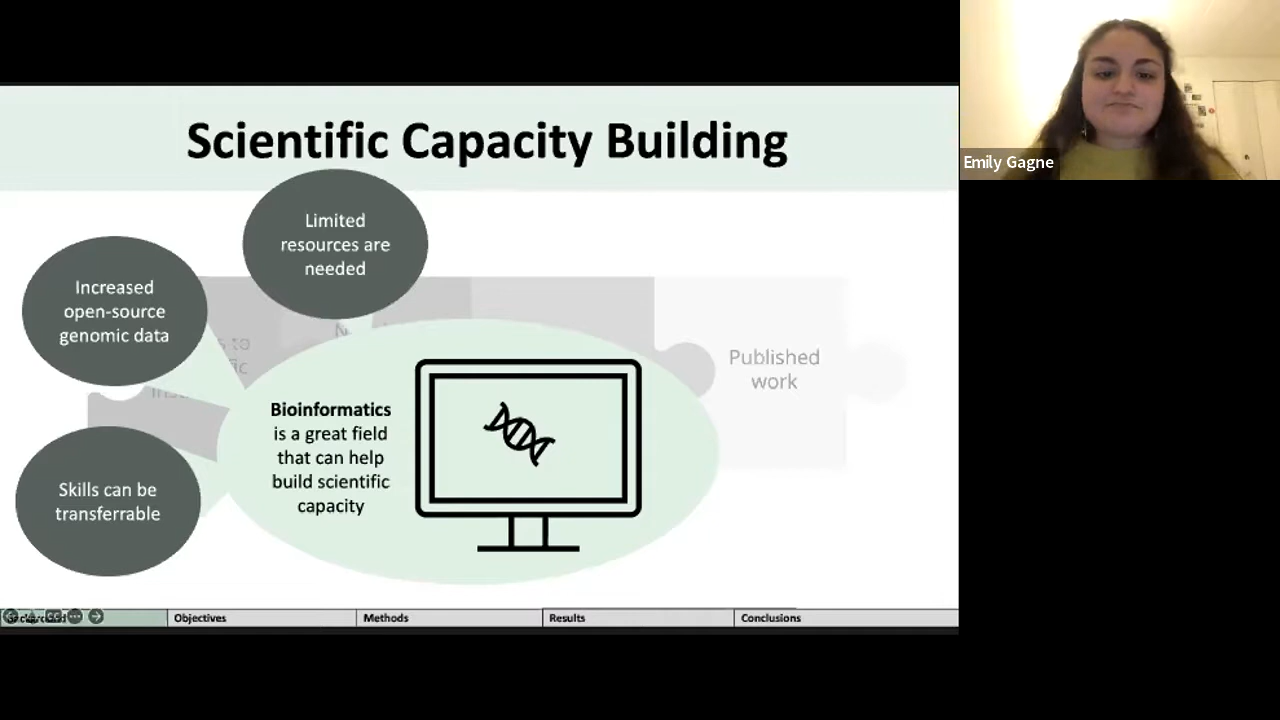 Scientific Capacity Building
Limited
resources are
needed
Increased
open-source
genomic data
Published
work
Bioinformatics
is a great field
that can help
build scientific
capacity
Skills can be
transferrable
Objectives
Methods
Results
Conclusions
Emily Gagne